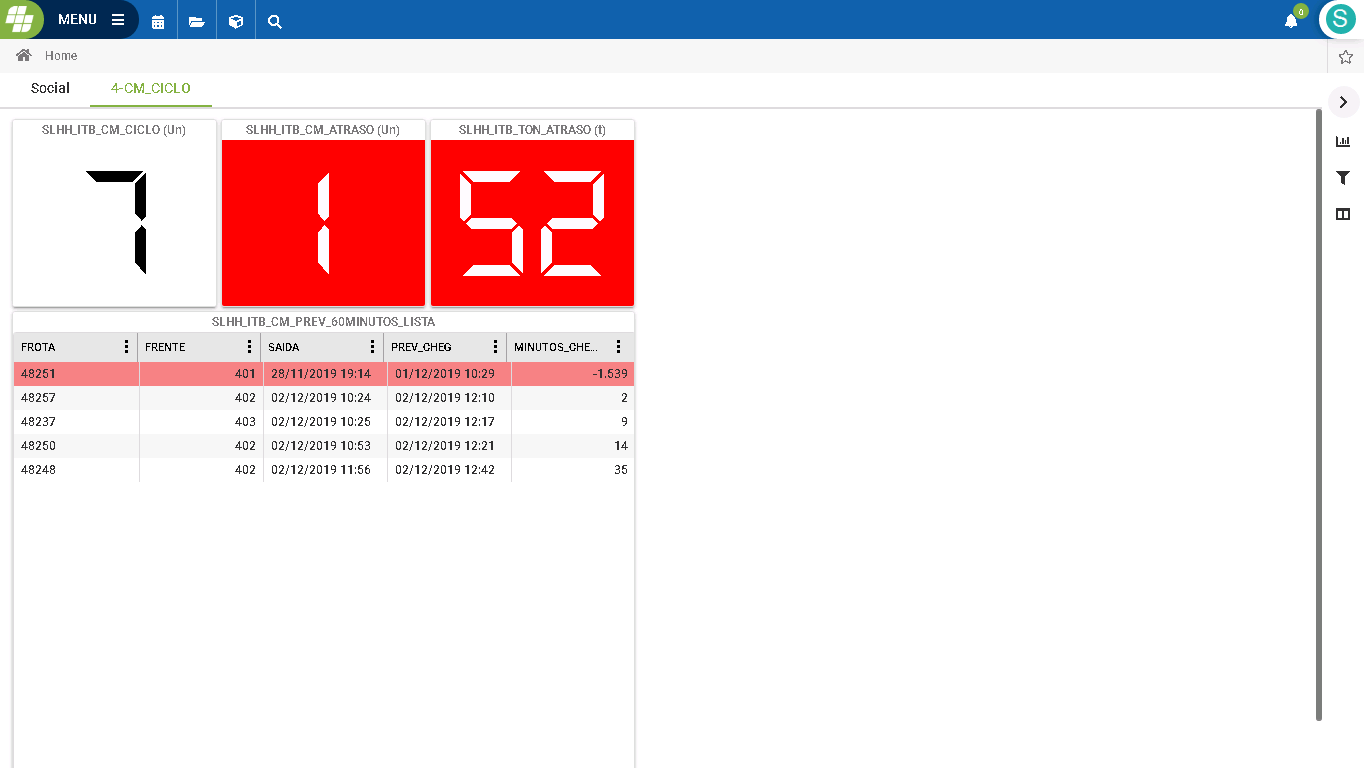 MENU
0
S
Home
Social 4-CM_CICLO
SLHH_ITB_CM_CICLO (Un) SLHH_ITB_CM_ATRASO (Un) SLHH_ITB_TON_ATRASO (t)
7 1 52
SLHH_ITB_CM_PREV_60MINUTOS_LISTA
FROTA FRENTE SAIDA PREV_CHEG MINUTOS_CHE...
48251 401 28/11/2019 19:14 01/12/2019 10:29 -1.539
48257 402 02/12/2019 10:24 02/12/2019 12:10 2
48237 403 02/12/2019 10:25 02/12/2019 12:17 9
48250 402 02/12/2019 10:53 02/12/2019 12:21 14
48248 402 02/12/2019 11:56 02/12/2019 12:42 35